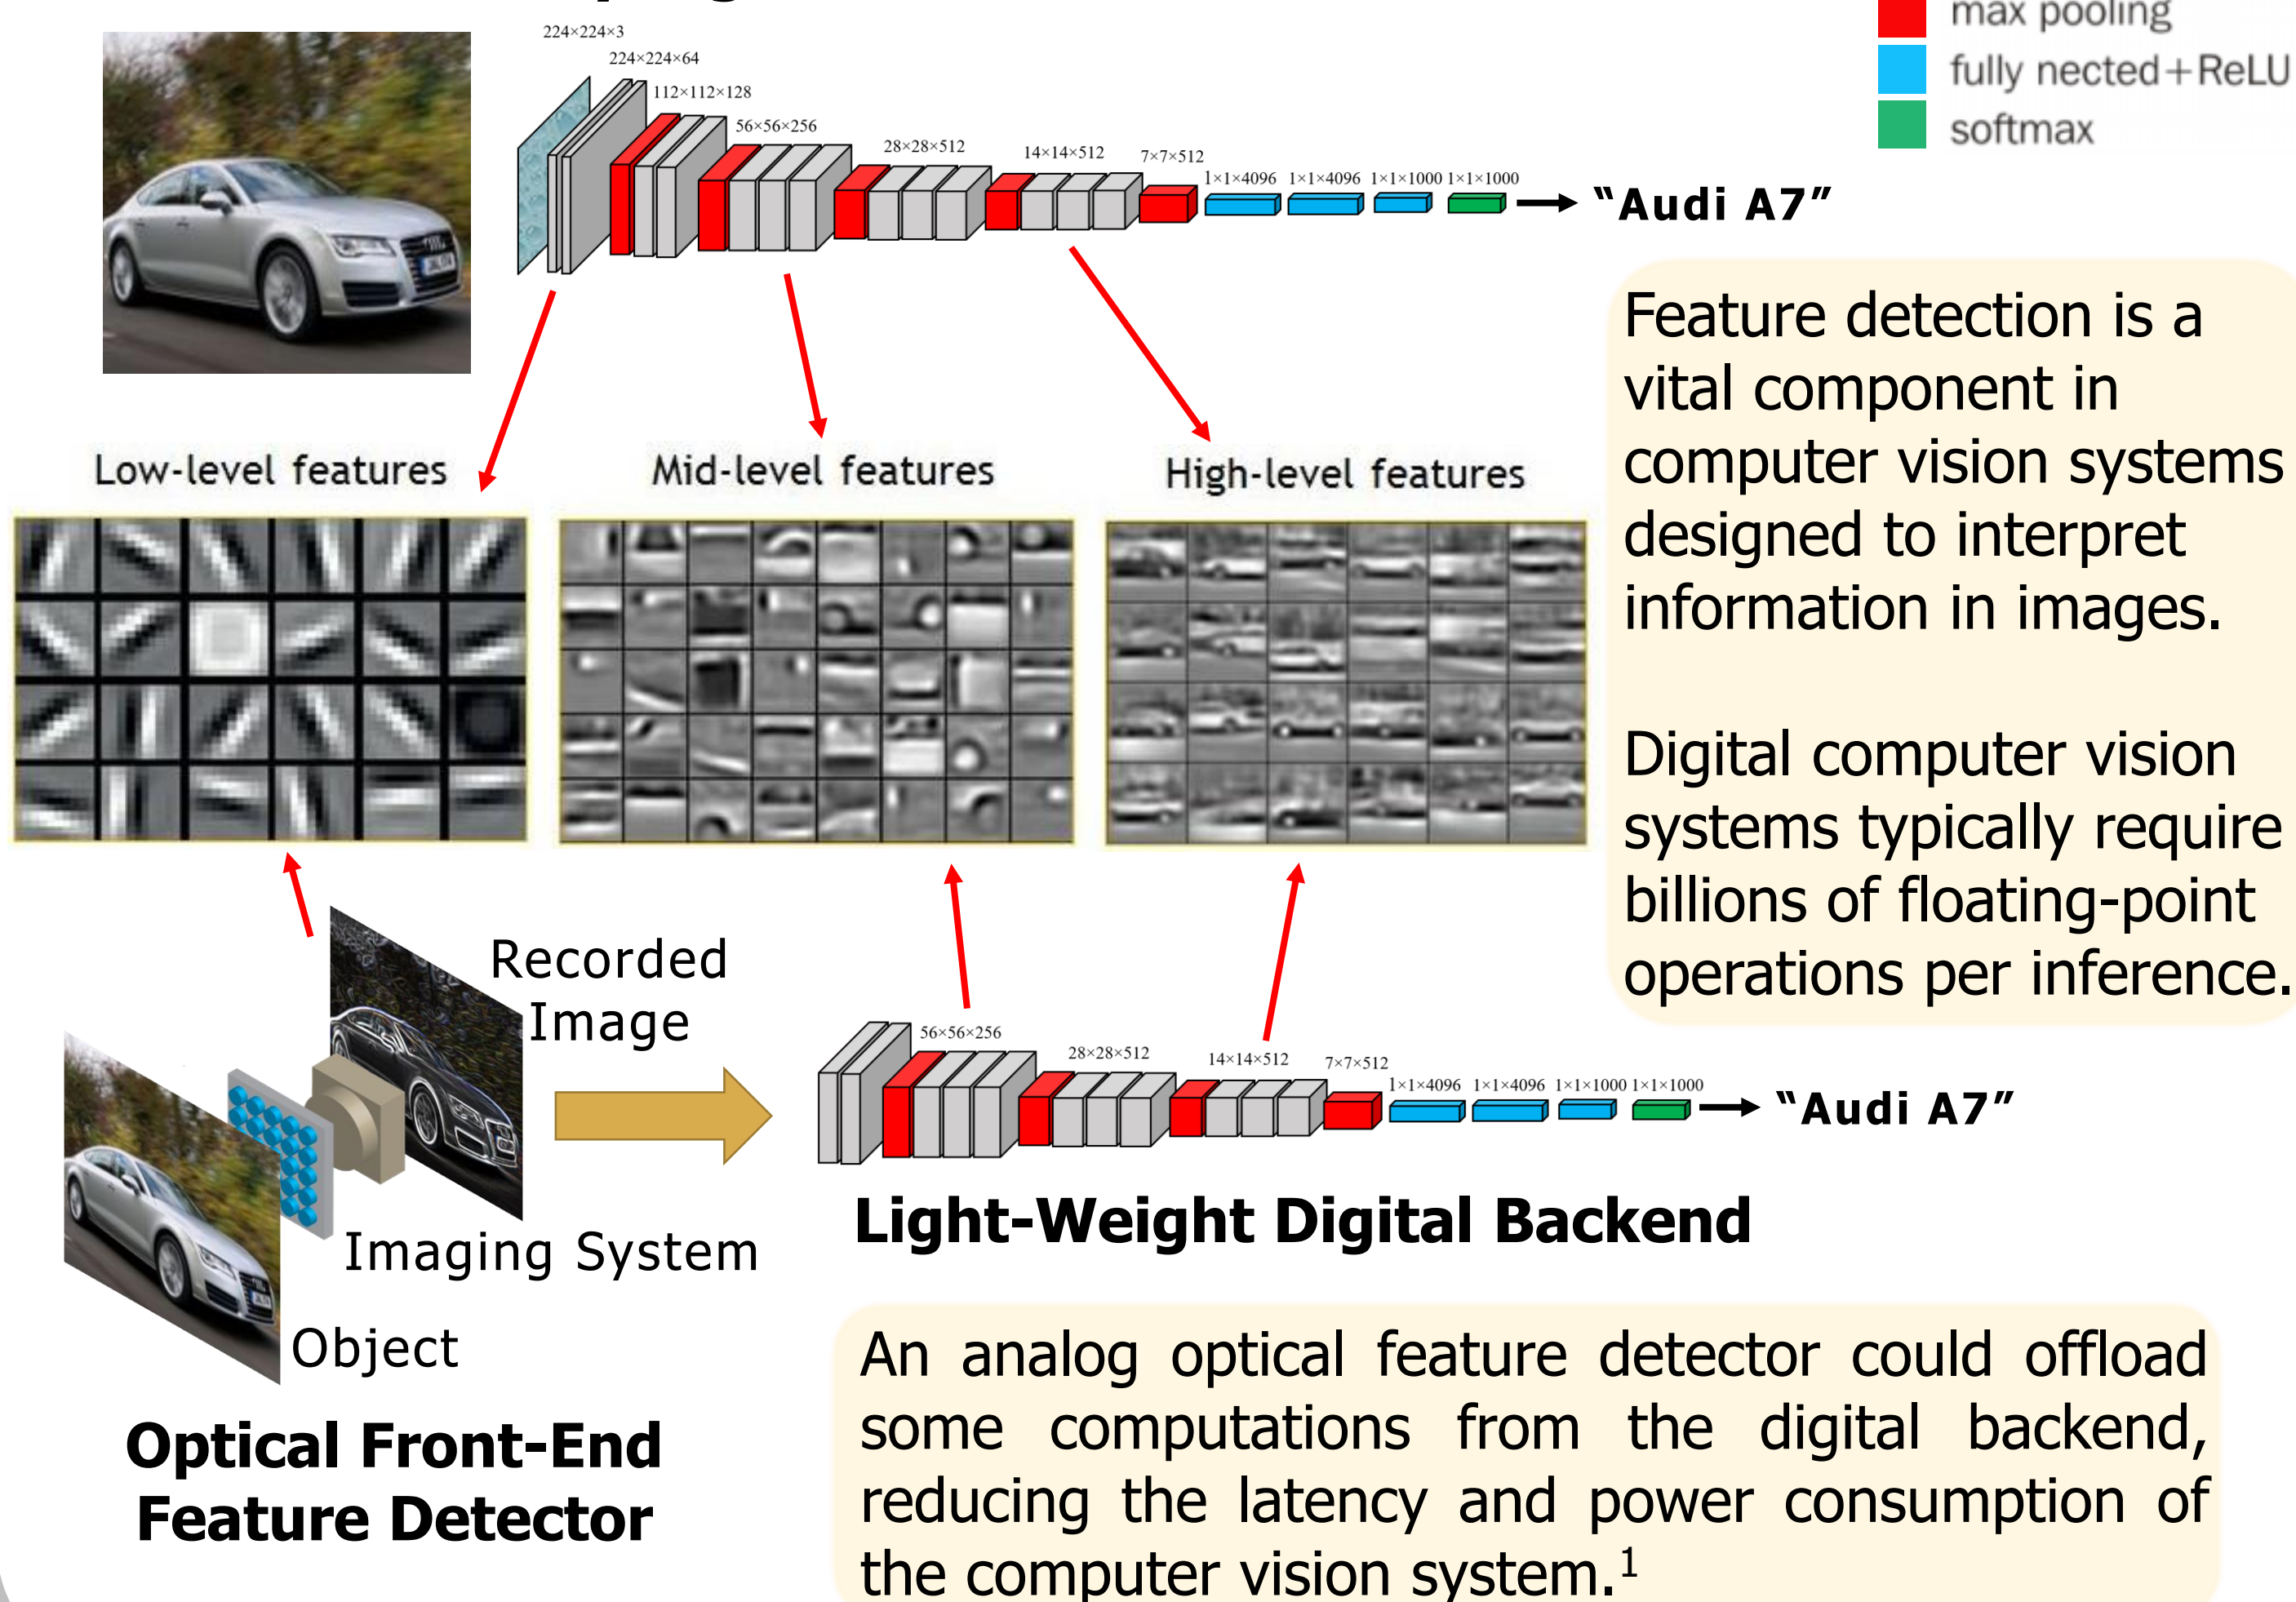 max pooling
fully nected+ReLU
softmax
224×224×3
224×224×64
112×112×128
56×56×256
28×28×512
14×14×512
7×7×512
1×1×4096 1×1×4096 1×1×1000 1×1×1000
“Audi A7”
Feature detection is a
vital component in
computer vision systems
designed to interpret
information in images.
Digital computer vision
systems typically require
billions of floating-point
operations per inference.
Low-level features
Mid-level features
High-level features
Recorded
Image
Imaging System
Object
Optical Front-End
Feature Detector
56×56×256
28×28×512
14×14×512
7×7×512
1×1×4096 1×1×4096 1×1×1000 1×1×1000
“Audi A7”
Light-Weight Digital Backend
An analog optical feature detector could offload
some computations from the digital backend,
reducing the latency and power consumption of
the computer vision system.¹